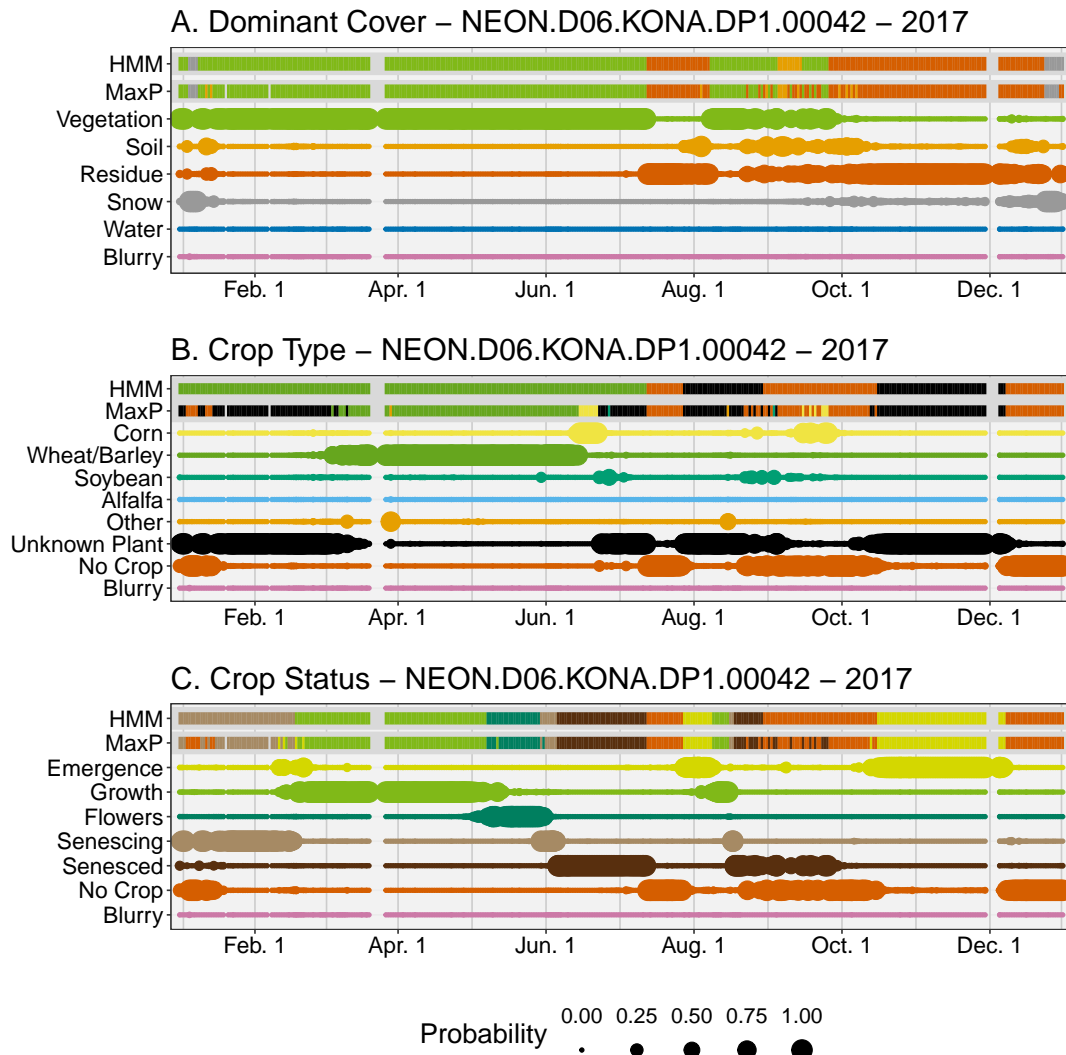 A. Dominant Cover – NEON.D06.KONA.DP1.00042 – 2017
HMM
MaxP
Vegetation
Soil
Residue
Snow
Water
Blurry
Feb. 1 Apr. 1 Jun. 1 Aug. 1 Oct. 1 Dec. 1
B. Crop Type – NEON.D06.KONA.DP1.00042 – 2017
HMM
MaxP
Corn
Wheat/Barley
Soybean
Alfalfa
Other
Unknown Plant
No Crop
Blurry
Feb. 1 Apr. 1 Jun. 1 Aug. 1 Oct. 1 Dec. 1
C. Crop Status – NEON.D06.KONA.DP1.00042 – 2017
HMM
MaxP
Emergence
Growth
Flowers
Senescing
Senesced
No Crop
Blurry
Feb. 1 Apr. 1 Jun. 1 Aug. 1 Oct. 1 Dec. 1
Probability 0.00 0.25 0.50 0.75 1.00